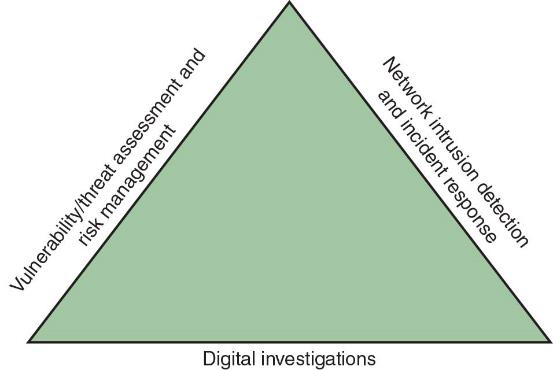 Vulnerability/threat assessment and
risk management
Network intrusion detection
and incident response
Digital investigations